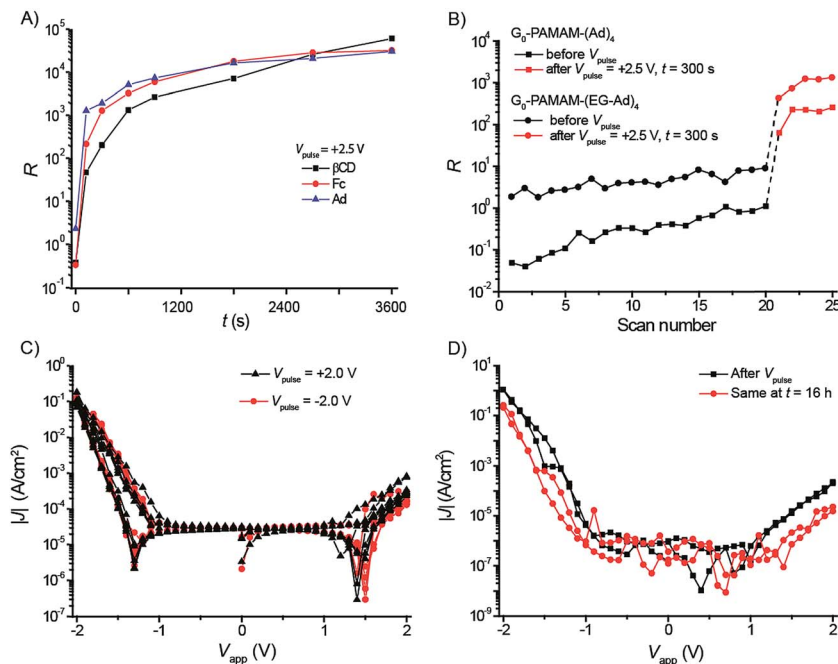 A)
10^5
10^4
10^3
10^2
10^1
10^0
10^-1
R
V_pulse = +2.5 V
βCD
Fc
Ad
0 1200 2400 3600
t (s)
B)
G_0-PAMAM-(Ad)_4
before V_pulse
after V_pulse = +2.5 V, t = 300 s
G_0-PAMAM-(EG-Ad)_4
before V_pulse
after V_pulse = +2.5 V, t = 300 s
10^4
10^3
10^2
10^1
10^0
10^-1
10^-2
R
0 5 10 15 20 25
Scan number
C)
V_pulse = +2.0 V
V_pulse = -2.0 V
10^0
10^-1
10^-2
10^-3
10^-4
10^-5
10^-6
10^-7
|J| (A/cm²)
-2 -1 0 1 2
V_app (V)
D)
After V_pulse
Same at t = 16 h
10^1
10^-1
10^-3
10^-5
10^-7
10^-9
|J| (A/cm²)
-2 -1 0 1 2
V_app (V)